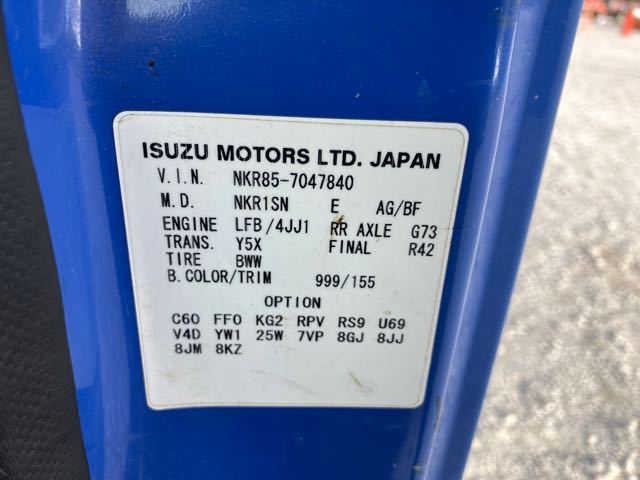 ISUZU MOTORS LTD. JAPAN
V.I.N. NKR85-7047840
M.D. NKR1SN E AG/BF
ENGINE LFB/4JJ1 RR AXLE G73
TRANS. Y5X FINAL R42
TIRE BWW
B.COLOR/TRIM 999/155
OPTION
C60 FF0 KG2 RPV RS9 U69
V4D YW1 25W 7VP 8GJ 8JJ
8JM 8KZ